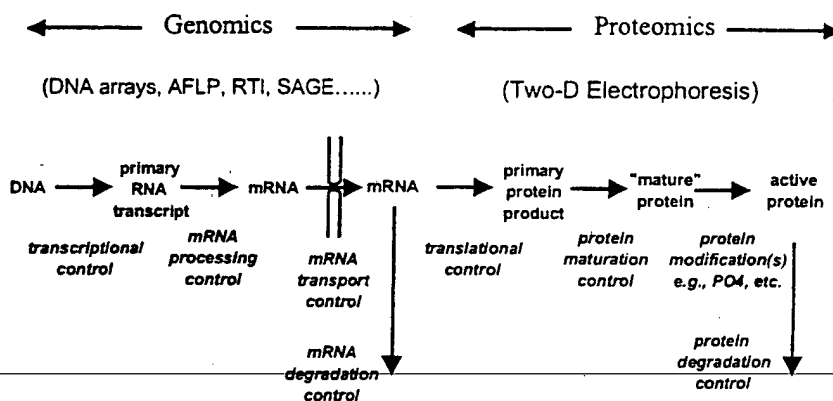 Genomics
Proteomics
(DNA arrays, AFLP, RTI, SAGE......)
(Two-D Electrophoresis)
DNA
primary
RNA
transcript
mRNA
mRNA
primary
protein
product
"mature"
protein
active
protein
transcriptional
control
mRNA
processing
control
mRNA
transport
control
translational
control
protein
maturation
control
protein
modification(s)
e.g., PO4, etc.
mRNA
degradation
control
protein
degradation
control